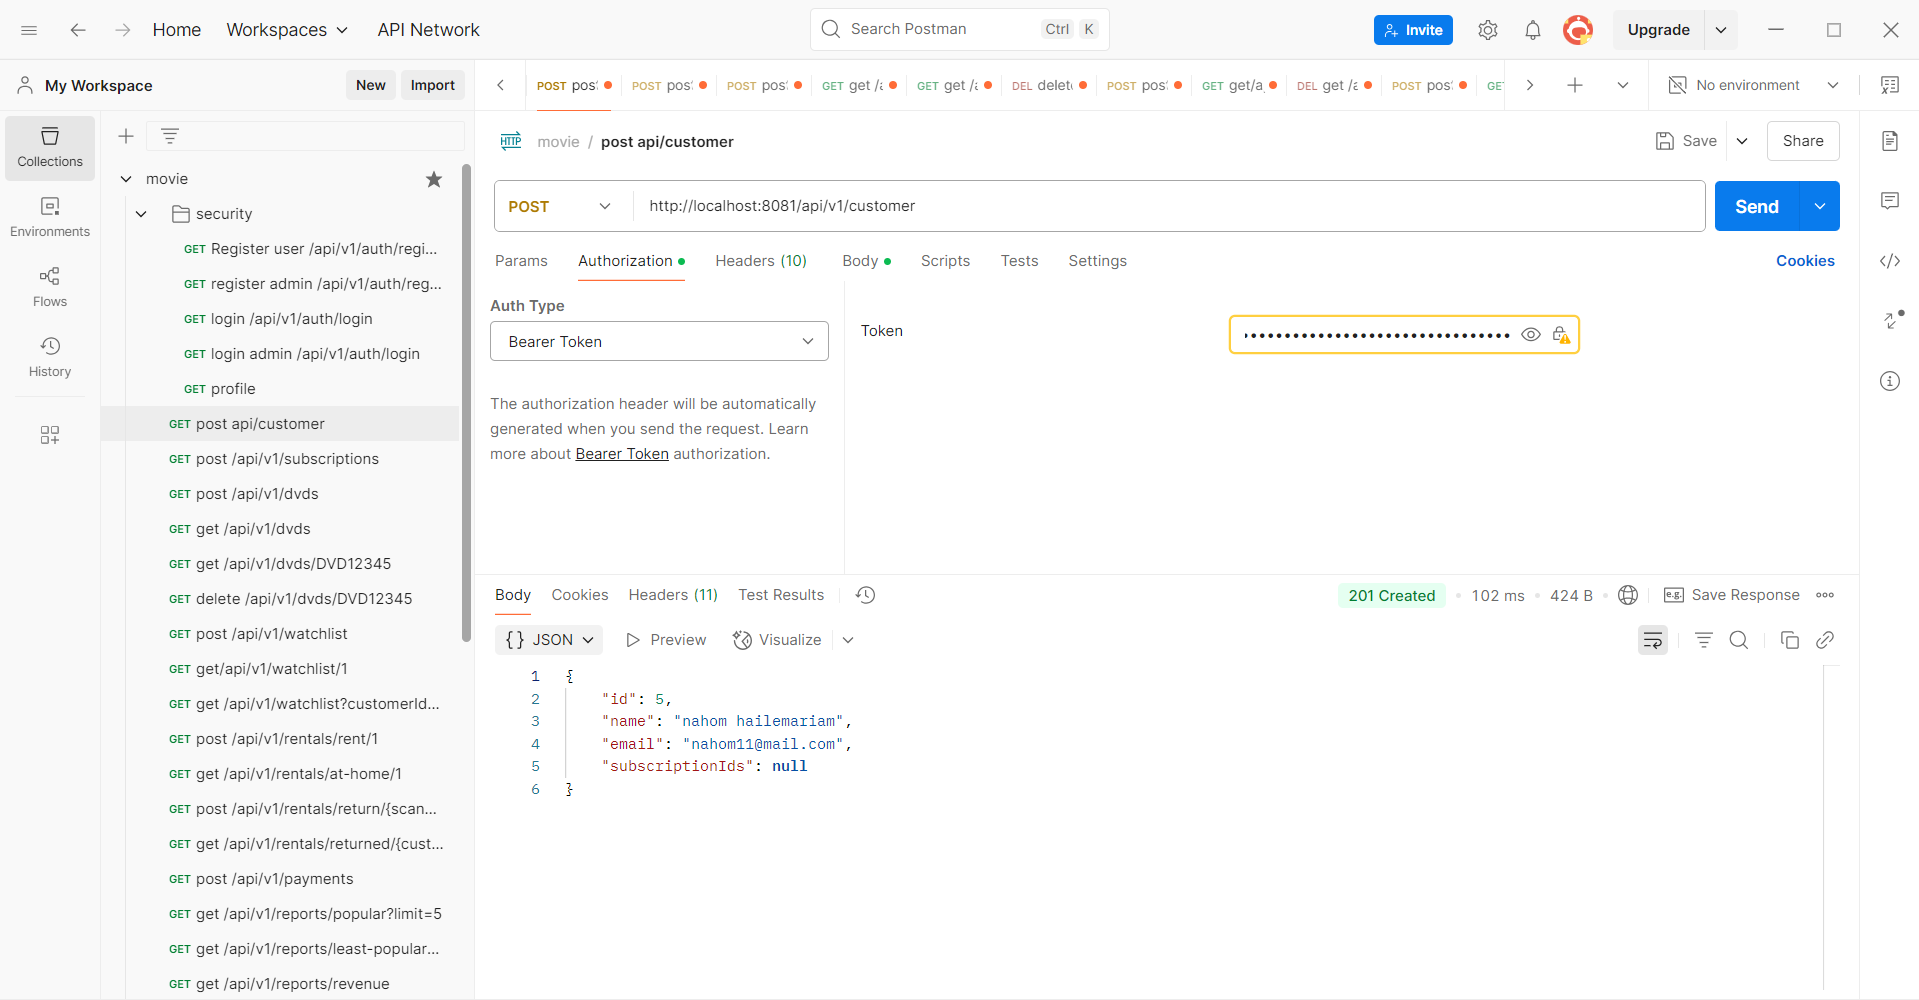 Home Workspaces API Network Search Postman Ctrl K Invite Upgrade
My Workspace New Import
POST POST POST GET get GET get DEL POST GET get/a DEL get POST GE No environment
Collections
Environments
Flows
History
movie
security
GET Register user /api/v1/auth/regi...
GET register admin /api/v1/auth/reg...
GET login /api/v1/auth/login
GET login admin /api/v1/auth/login
GET profile
GET post api/customer
GET post /api/v1/subscriptions
GET post /api/v1/dvds
GET get /api/v1/dvds
GET get /api/v1/dvds/DVD12345
GET delete /api/v1/dvds/DVD12345
GET post /api/v1/watchlist
GET get/api/v1/watchlist/1
GET get /api/v1/watchlist?customerId...
GET post /api/v1/rentals/rent/1
GET get /api/v1/rentals/at-home/1
GET post /api/v1/rentals/return/{scan...
GET get /api/v1/rentals/returned/{cust...
GET post /api/v1/payments
GET get /api/v1/reports/popular?limit=5
GET get /api/v1/reports/least-popular...
GET get /api/v1/reports/revenue
HTTP movie / post api/customer Save Share
POST http://localhost:8081/api/v1/customer Send
Params Authorization Headers (10) Body Scripts Tests Settings Cookies
Auth Type
Bearer Token
Token
The authorization header will be automatically
generated when you send the request. Learn
more about Bearer Token authorization.
Body Cookies Headers (11) Test Results 201 Created 102 ms 424 B e.g. Save Response
{} JSON Preview Visualize
1 {
2 "id": 5,
3 "name": "nahom hailemariam",
4 "email": "nahom11@mail.com",
5 "subscriptionIds": null
6 }